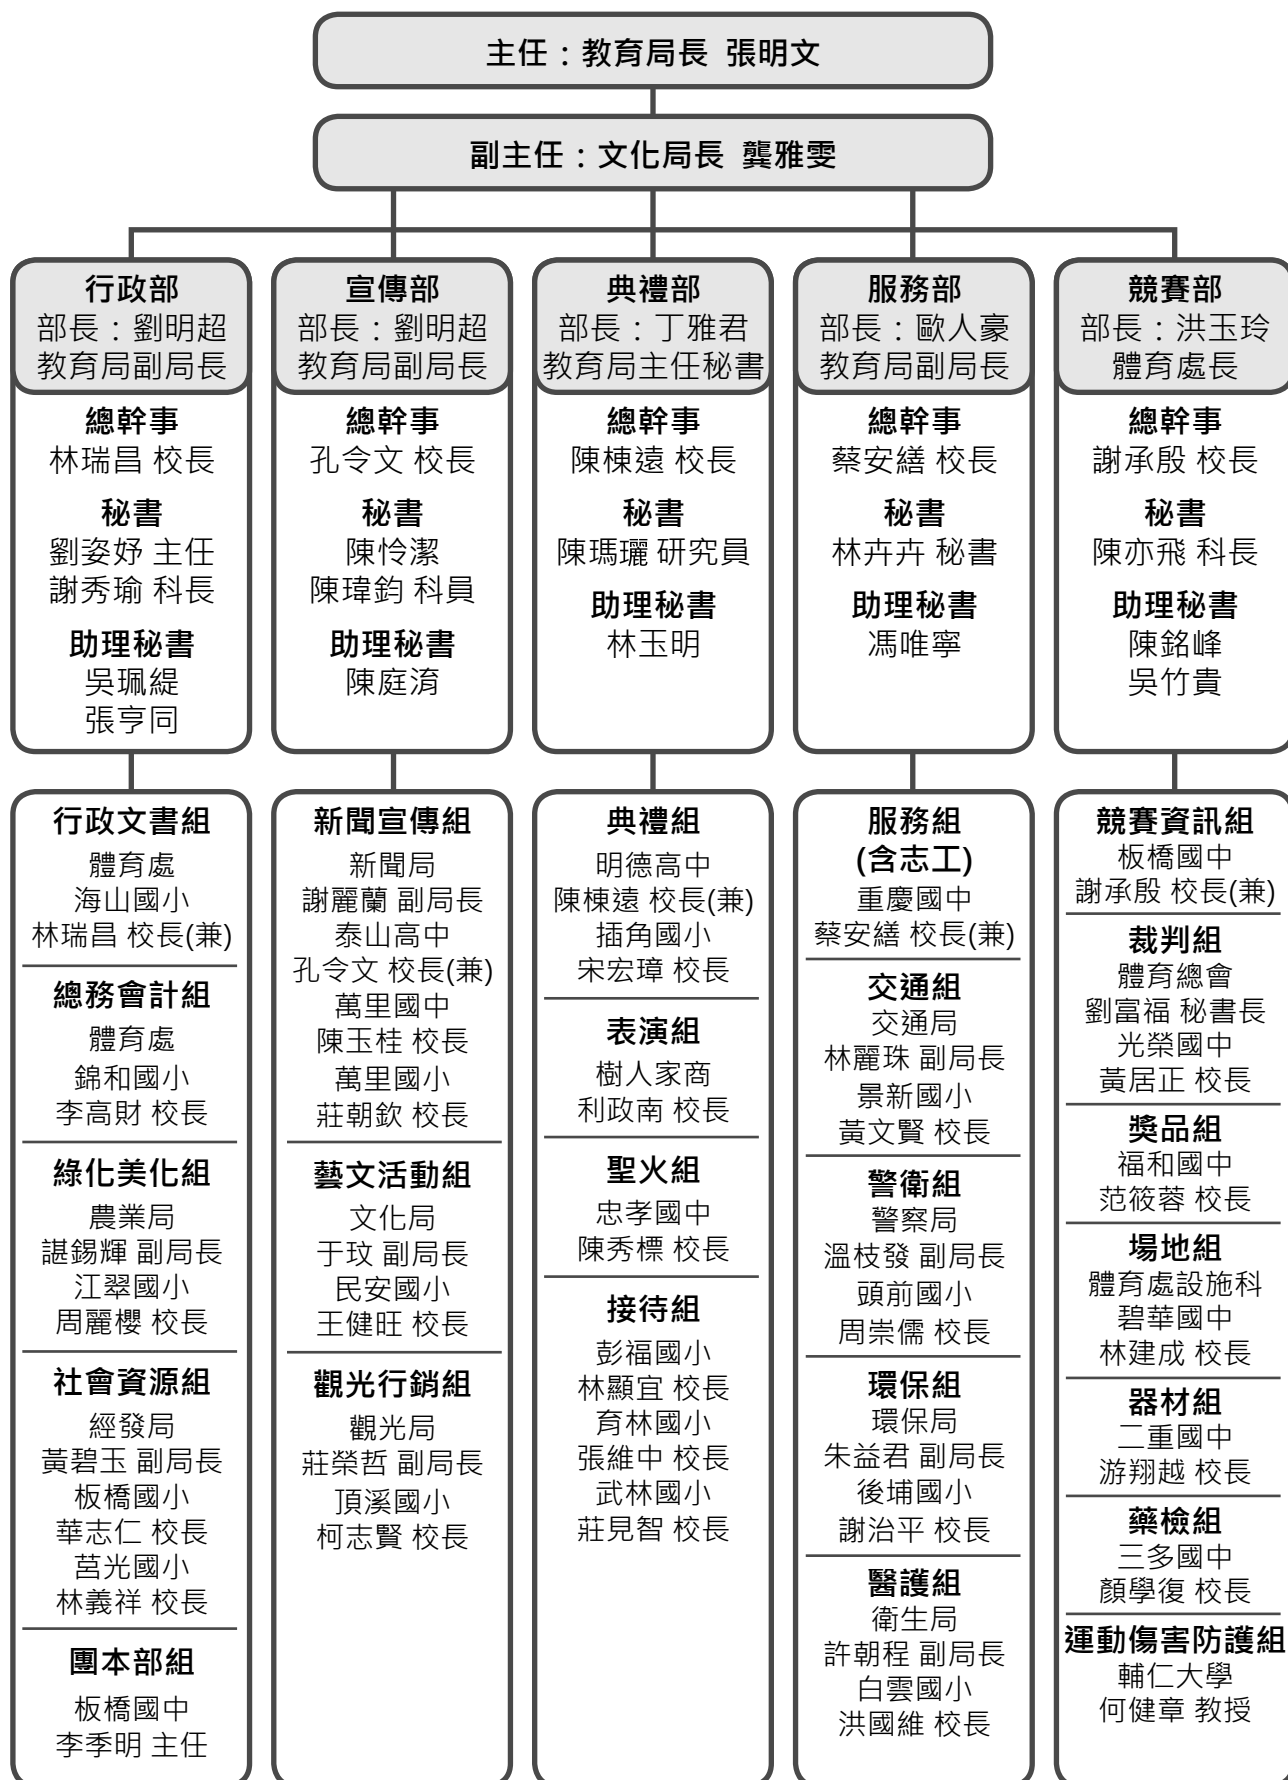 主任：教育局長 張明文
副主任：文化局長 龔雅雯
行政部
部長：劉明超
教育局副局長
總幹事
林瑞昌 校長
秘書
劉姿妤 主任
謝秀瑜 科長
助理秘書
吳珮緹
張亨同
行政文書組
體育處
海山國小
林瑞昌 校長(兼)
總務會計組
體育處
錦和國小
李高財 校長
綠化美化組
農業局
諶錫輝 副局長
江翠國小
周麗櫻 校長
社會資源組
經發局
黃碧玉 副局長
板橋國小
華志仁 校長
莒光國小
林義祥 校長
團本部組
板橋國中
李季明 主任
宣傳部
部長：劉明超
教育局副局長
總幹事
孔令文 校長
秘書
陳怜潔
陳瑋鈞 科員
助理秘書
陳庭淯
新聞宣傳組
新聞局
謝麗蘭 副局長
泰山高中
孔令文 校長(兼)
萬里國中
陳玉桂 校長
萬里國小
莊朝欽 校長
藝文活動組
文化局
于玟 副局長
民安國小
王健旺 校長
觀光行銷組
觀光局
莊榮哲 副局長
頂溪國小
柯志賢 校長
典禮部
部長：丁雅君
教育局主任秘書
總幹事
陳棟遠 校長
秘書
陳瑪瓓 研究員
助理秘書
林玉明
典禮組
明德高中
陳棟遠 校長(兼)
插角國小
宋宏璋 校長
表演組
樹人家商
利政南 校長
聖火組
忠孝國中
陳秀標 校長
接待組
彭福國小
林顯宜 校長
育林國小
張維中 校長
武林國小
莊見智 校長
服務部
部長：歐人豪
教育局副局長
總幹事
蔡安繕 校長
秘書
林卉卉 秘書
助理秘書
馮唯寧
服務組
(含志工)
重慶國中
蔡安繕 校長(兼)
交通組
交通局
林麗珠 副局長
景新國小
黃文賢 校長
警衛組
警察局
溫枝發 副局長
頭前國小
周崇儒 校長
環保組
環保局
朱益君 副局長
後埔國小
謝治平 校長
醫護組
衛生局
許朝程 副局長
白雲國小
洪國維 校長
競賽部
部長：洪玉玲
體育處長
總幹事
謝承殷 校長
秘書
陳亦飛 科長
助理秘書
陳銘峰
吳竹貴
競賽資訊組
板橋國中
謝承殷 校長(兼)
裁判組
體育總會
劉富福 秘書長
光榮國中
黃居正 校長
獎品組
福和國中
范筱蓉 校長
場地組
體育處設施科
碧華國中
林建成 校長
器材組
二重國中
游翔越 校長
藥檢組
三多國中
顏學復 校長
運動傷害防護組
輔仁大學
何健章 教授